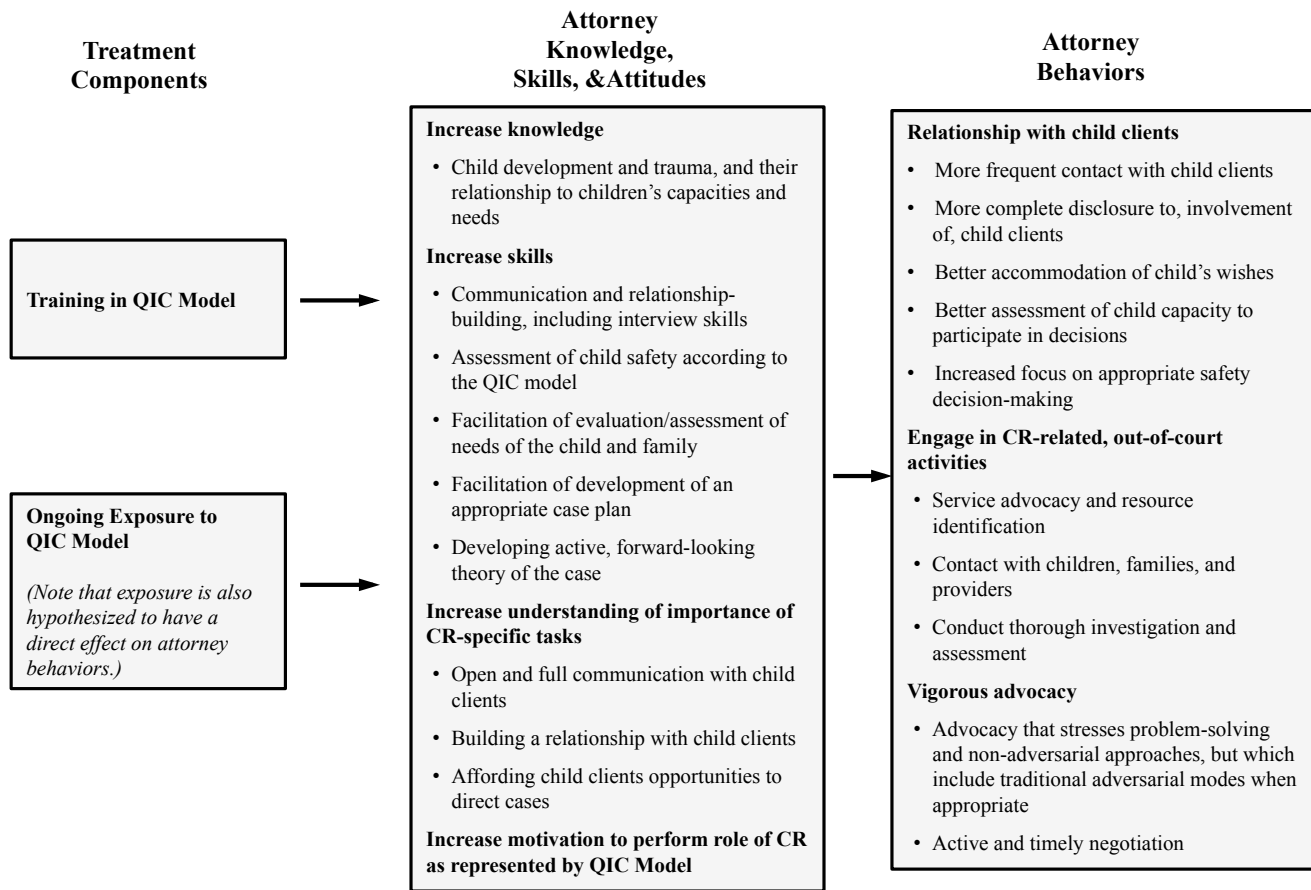 Treatment
Components
Attorney
Knowledge,
Skills, &Attitudes
Attorney
Behaviors
Training in QIC Model
Ongoing Exposure to
QIC Model
(Note that exposure is also
hypothesized to have a
direct effect on attorney
behaviors.)
Increase knowledge
• Child development and trauma, and their
relationship to children’s capacities and
needs
Increase skills
• Communication and relationship-
building, including interview skills
• Assessment of child safety according to
the QIC model
• Facilitation of evaluation/assessment of
needs of the child and family
• Facilitation of development of an
appropriate case plan
• Developing active, forward-looking
theory of the case
Increase understanding of importance of
CR-specific tasks
• Open and full communication with child
clients
• Building a relationship with child clients
• Affording child clients opportunities to
direct cases
Increase motivation to perform role of CR
as represented by QIC Model
Relationship with child clients
• More frequent contact with child clients
• More complete disclosure to, involvement
of, child clients
• Better accommodation of child’s wishes
• Better assessment of child capacity to
participate in decisions
• Increased focus on appropriate safety
decision-making
Engage in CR-related, out-of-court
activities
• Service advocacy and resource
identification
• Contact with children, families, and
providers
• Conduct thorough investigation and
assessment
Vigorous advocacy
• Advocacy that stresses problem-solving
and non-adversarial approaches, but which
include traditional adversarial modes when
appropriate
• Active and timely negotiation